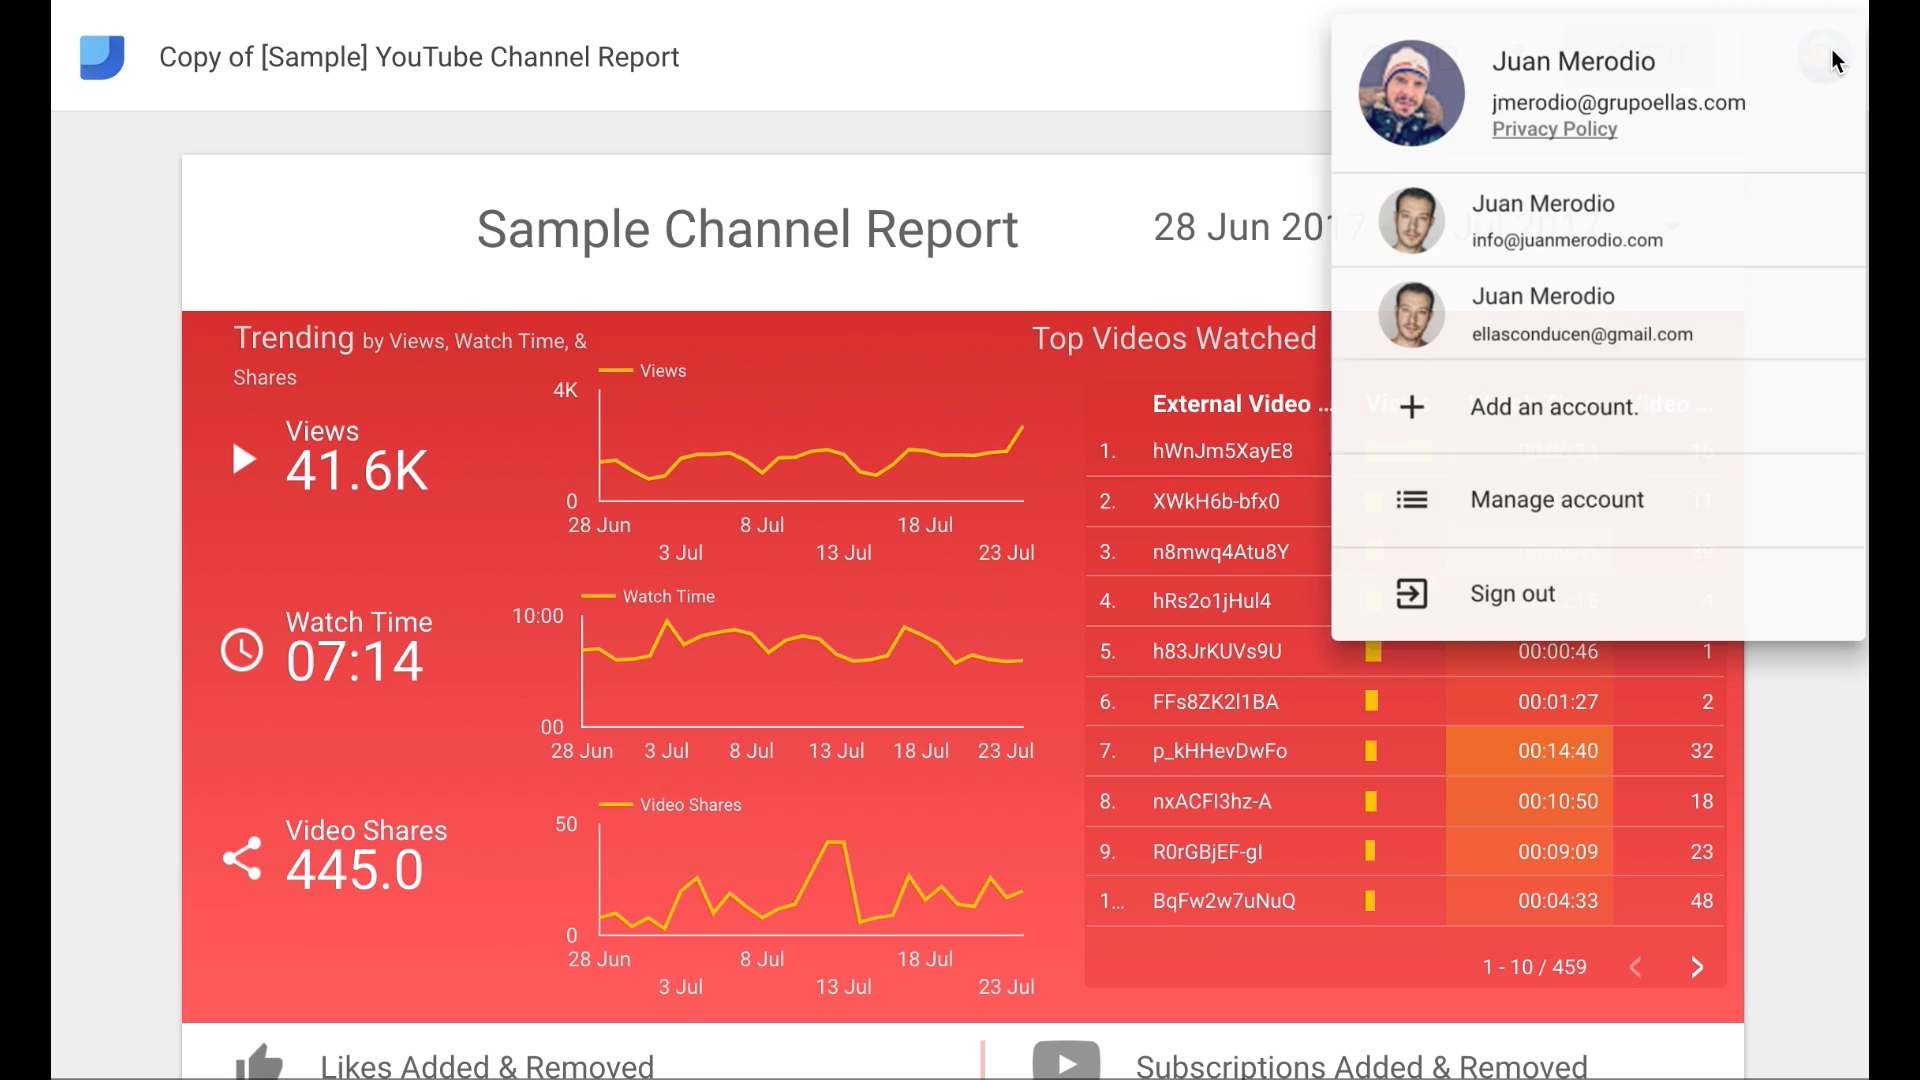 Copy of [Sample] YouTube Channel Report
Juan Merodio
jmerodio@grupoellas.com
Privacy Policy
Juan Merodio
info@juanmerodio.com
Juan Merodio
ellasconducen@gmail.com
Add an account.
Manage account
Sign out
Sample Channel Report
28 Jun 2017
Trending by Views, Watch Time, &
Shares
Views
41.6K
Views
4K
0
28 Jun
8 Jul
18 Jul
3 Jul
13 Jul
23 Jul
Watch Time
07:14
Watch Time
10:00
00
28 Jun 3 Jul 8 Jul 13 Jul 18 Jul 23 Jul
Video Shares
445.0
Video Shares
50
0
28 Jun
8 Jul
18 Jul
3 Jul
13 Jul
23 Jul
Top Videos Watched
External Video ...
1. hWnJm5XayE8
2. XWkH6b-bfx0
3. n8mwq4Atu8Y
4. hRs2o1jHul4
5. h83JrKUVs9U 00:00:46 1
6. FFs8ZK2l1BA 00:01:27 2
7. p_kHHevDwFo 00:14:40 32
8. nxACFI3hz-A 00:10:50 18
9. R0rGBjEF-gI 00:09:09 23
1... BqFw2w7uNuQ 00:04:33 48
1 - 10 / 459
Likes Added & Removed
Subscriptions Added & Removed